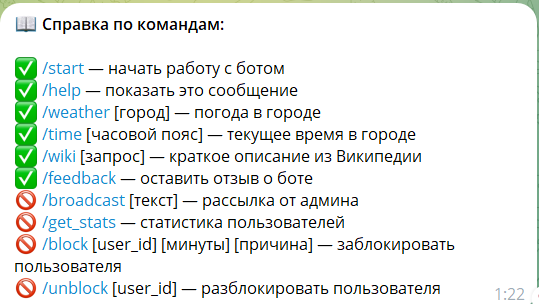 📖 Справка по командам:
✅ /start — начать работу с ботом
✅ /help — показать это сообщение
✅ /weather [город] — погода в городе
✅ /time [часовой пояс] — текущее время в городе
✅ /wiki [запрос] — краткое описание из Википедии
✅ /feedback — оставить отзыв о боте
🚫 /broadcast [текст] — рассылка от админа
🚫 /get_stats — статистика пользователей
🚫 /block [user_id] [минуты] [причина] — заблокировать
пользователя
🚫 /unblock [user_id] — разблокировать пользователя
1:22